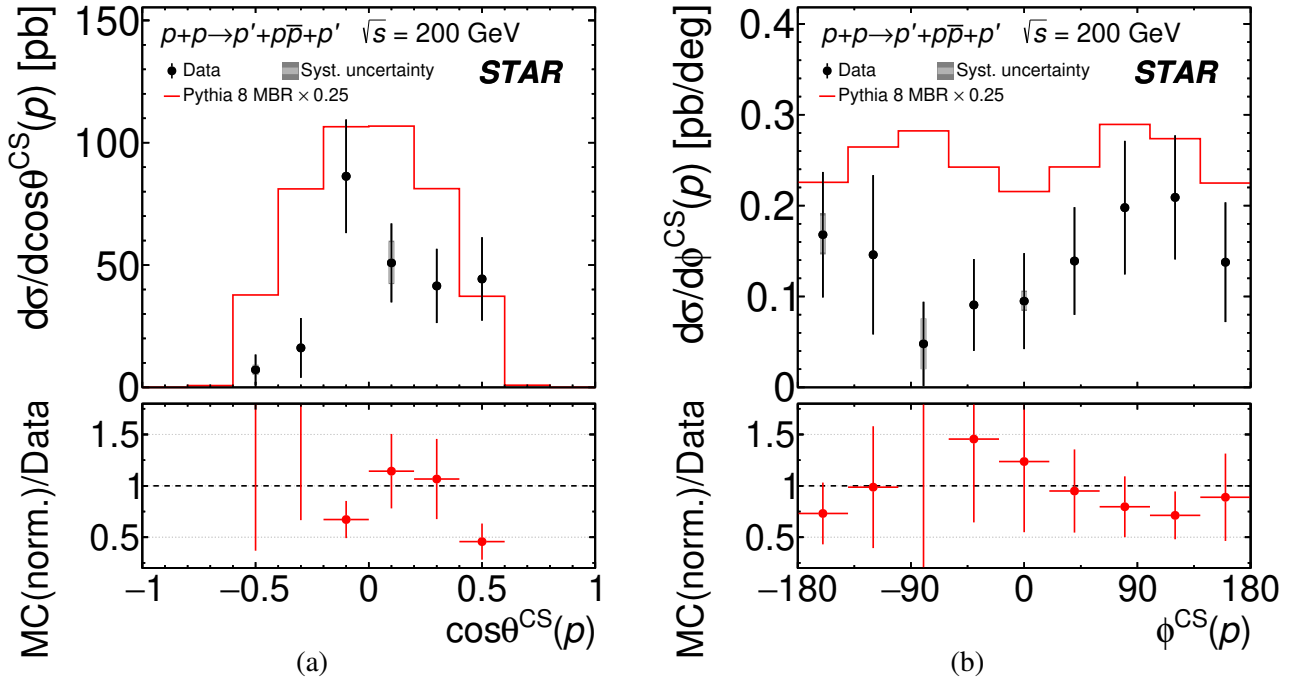 dσ/dcosθ^CS(p) [pb]
150
100
50
0
p+p→p′+pp̅+p′ √s = 200 GeV
Data
Syst. uncertainty
STAR
Pythia 8 MBR × 0.25
MC(norm.)/Data
1.5
1
0.5
−1
−0.5
0
0.5
1
cosθ^CS(p)
(a)
dσ/dϕ^CS(p) [pb/deg]
0.4
0.3
0.2
0.1
0
p+p→p′+pp̅+p′ √s = 200 GeV
Data
Syst. uncertainty
STAR
Pythia 8 MBR × 0.25
MC(norm.)/Data
1.5
1
0.5
−180
−90
0
90
180
ϕ^CS(p)
(b)